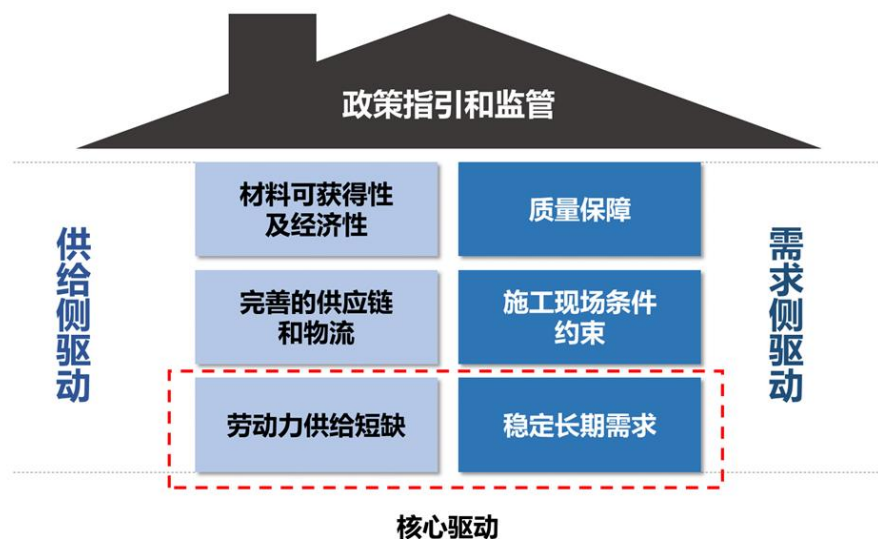 政策指引和监管
供给侧驱动
材料可获得性
及经济性
质量保障
完善的供应链
和物流
施工现场条件
约束
劳动力供给短缺
稳定长期需求
需求侧驱动
核心驱动